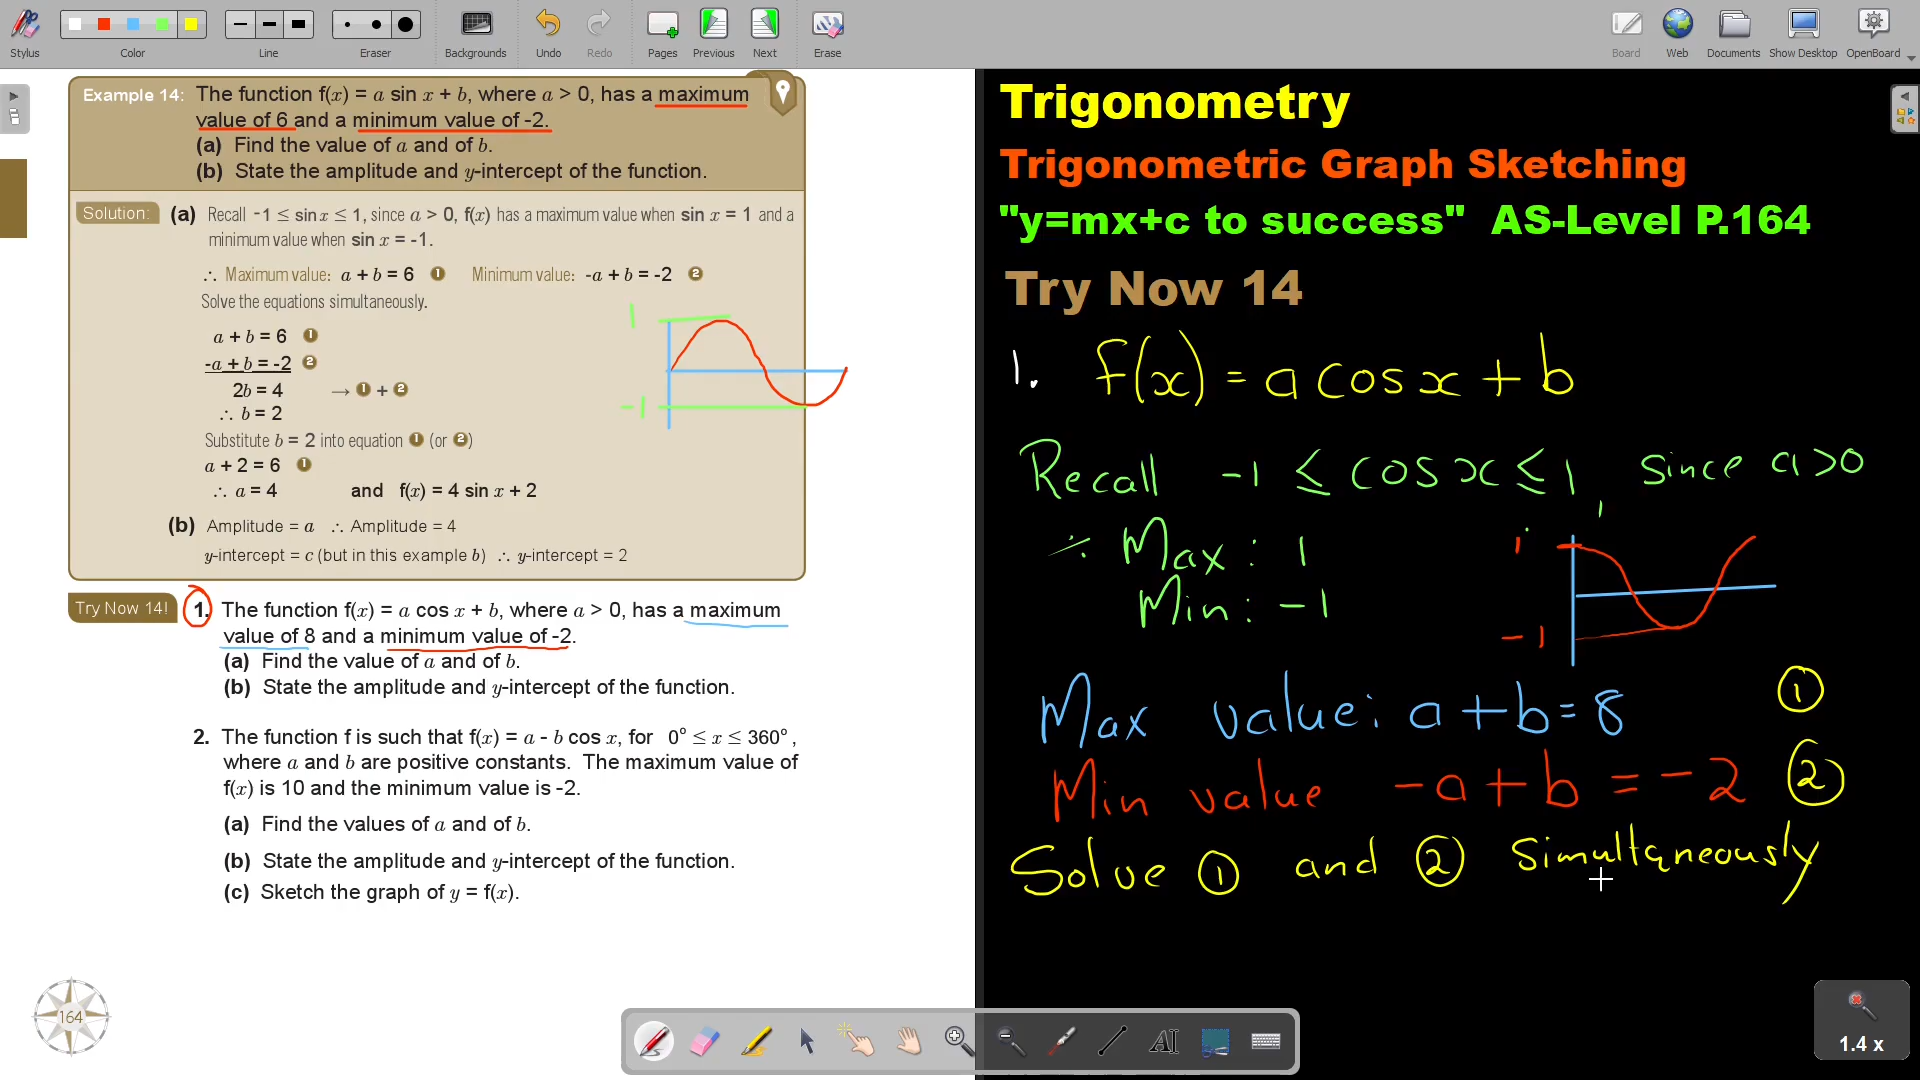 Stylus
Color
Line
Eraser
Backgrounds
Undo
Redo
Pages
Previous
Next
Erase
Board
Web
Documents
Show Desktop
OpenBoard
Example 14: The function f(x) = a sin x + b, where a > 0, has a maximum
value of 6 and a minimum value of -2.
(a) Find the value of a and of b.
(b) State the amplitude and y-intercept of the function.
Solution: (a) Recall -1 ≤ sin x ≤ 1, since a > 0, f(x) has a maximum value when sin x = 1 and a
minimum value when sin x = -1.
∴ Maximum value: a + b = 6 1 Minimum value: -a + b = -2 2
Solve the equations simultaneously.
a + b = 6 1
-a + b = -2 2
2b = 4 → 1 + 2
∴ b = 2
Substitute b = 2 into equation 1 (or 2)
a + 2 = 6 1
∴ a = 4 and f(x) = 4 sin x + 2
(b) Amplitude = a ∴ Amplitude = 4
y-intercept = c (but in this example b) ∴ y-intercept = 2
1
-1
Try Now 14! 1. The function f(x) = a cos x + b, where a > 0, has a maximum
value of 8 and a minimum value of -2.
(a) Find the value of a and of b.
(b) State the amplitude and y-intercept of the function.
2. The function f is such that f(x) = a - b cos x, for 0° ≤ x ≤ 360°,
where a and b are positive constants. The maximum value of
f(x) is 10 and the minimum value is -2.
(a) Find the values of a and of b.
(b) State the amplitude and y-intercept of the function.
(c) Sketch the graph of y = f(x).
164
Trigonometry
Trigonometric Graph Sketching
"y=mx+c to success" AS-Level P.164
Try Now 14
1. f(x) = a cos x + b
Recall -1 ≤ cos x ≤ 1, since a > 0
∴ Max: 1
Min: -1
1
-1
Max value: a + b = 8 ①
Min value -a + b = -2 ②
Solve ① and ② simultaneously
AI
1.4 x